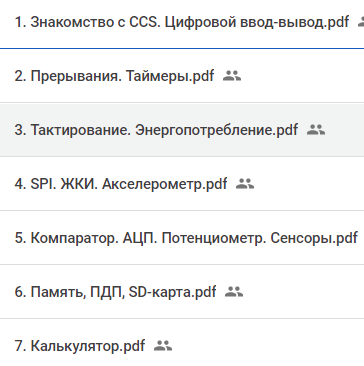 1. Знакомство с CCS. Цифровой ввод-вывод.pdf
2. Прерывания. Таймеры.pdf
3. Тактирование. Энергопотребление.pdf
4. SPI. ЖКИ. Акселерометр.pdf
5. Компаратор. АЦП. Потенциометр. Сенсоры.pdf
6. Память, ПДП, SD-карта.pdf
7. Калькулятор.pdf